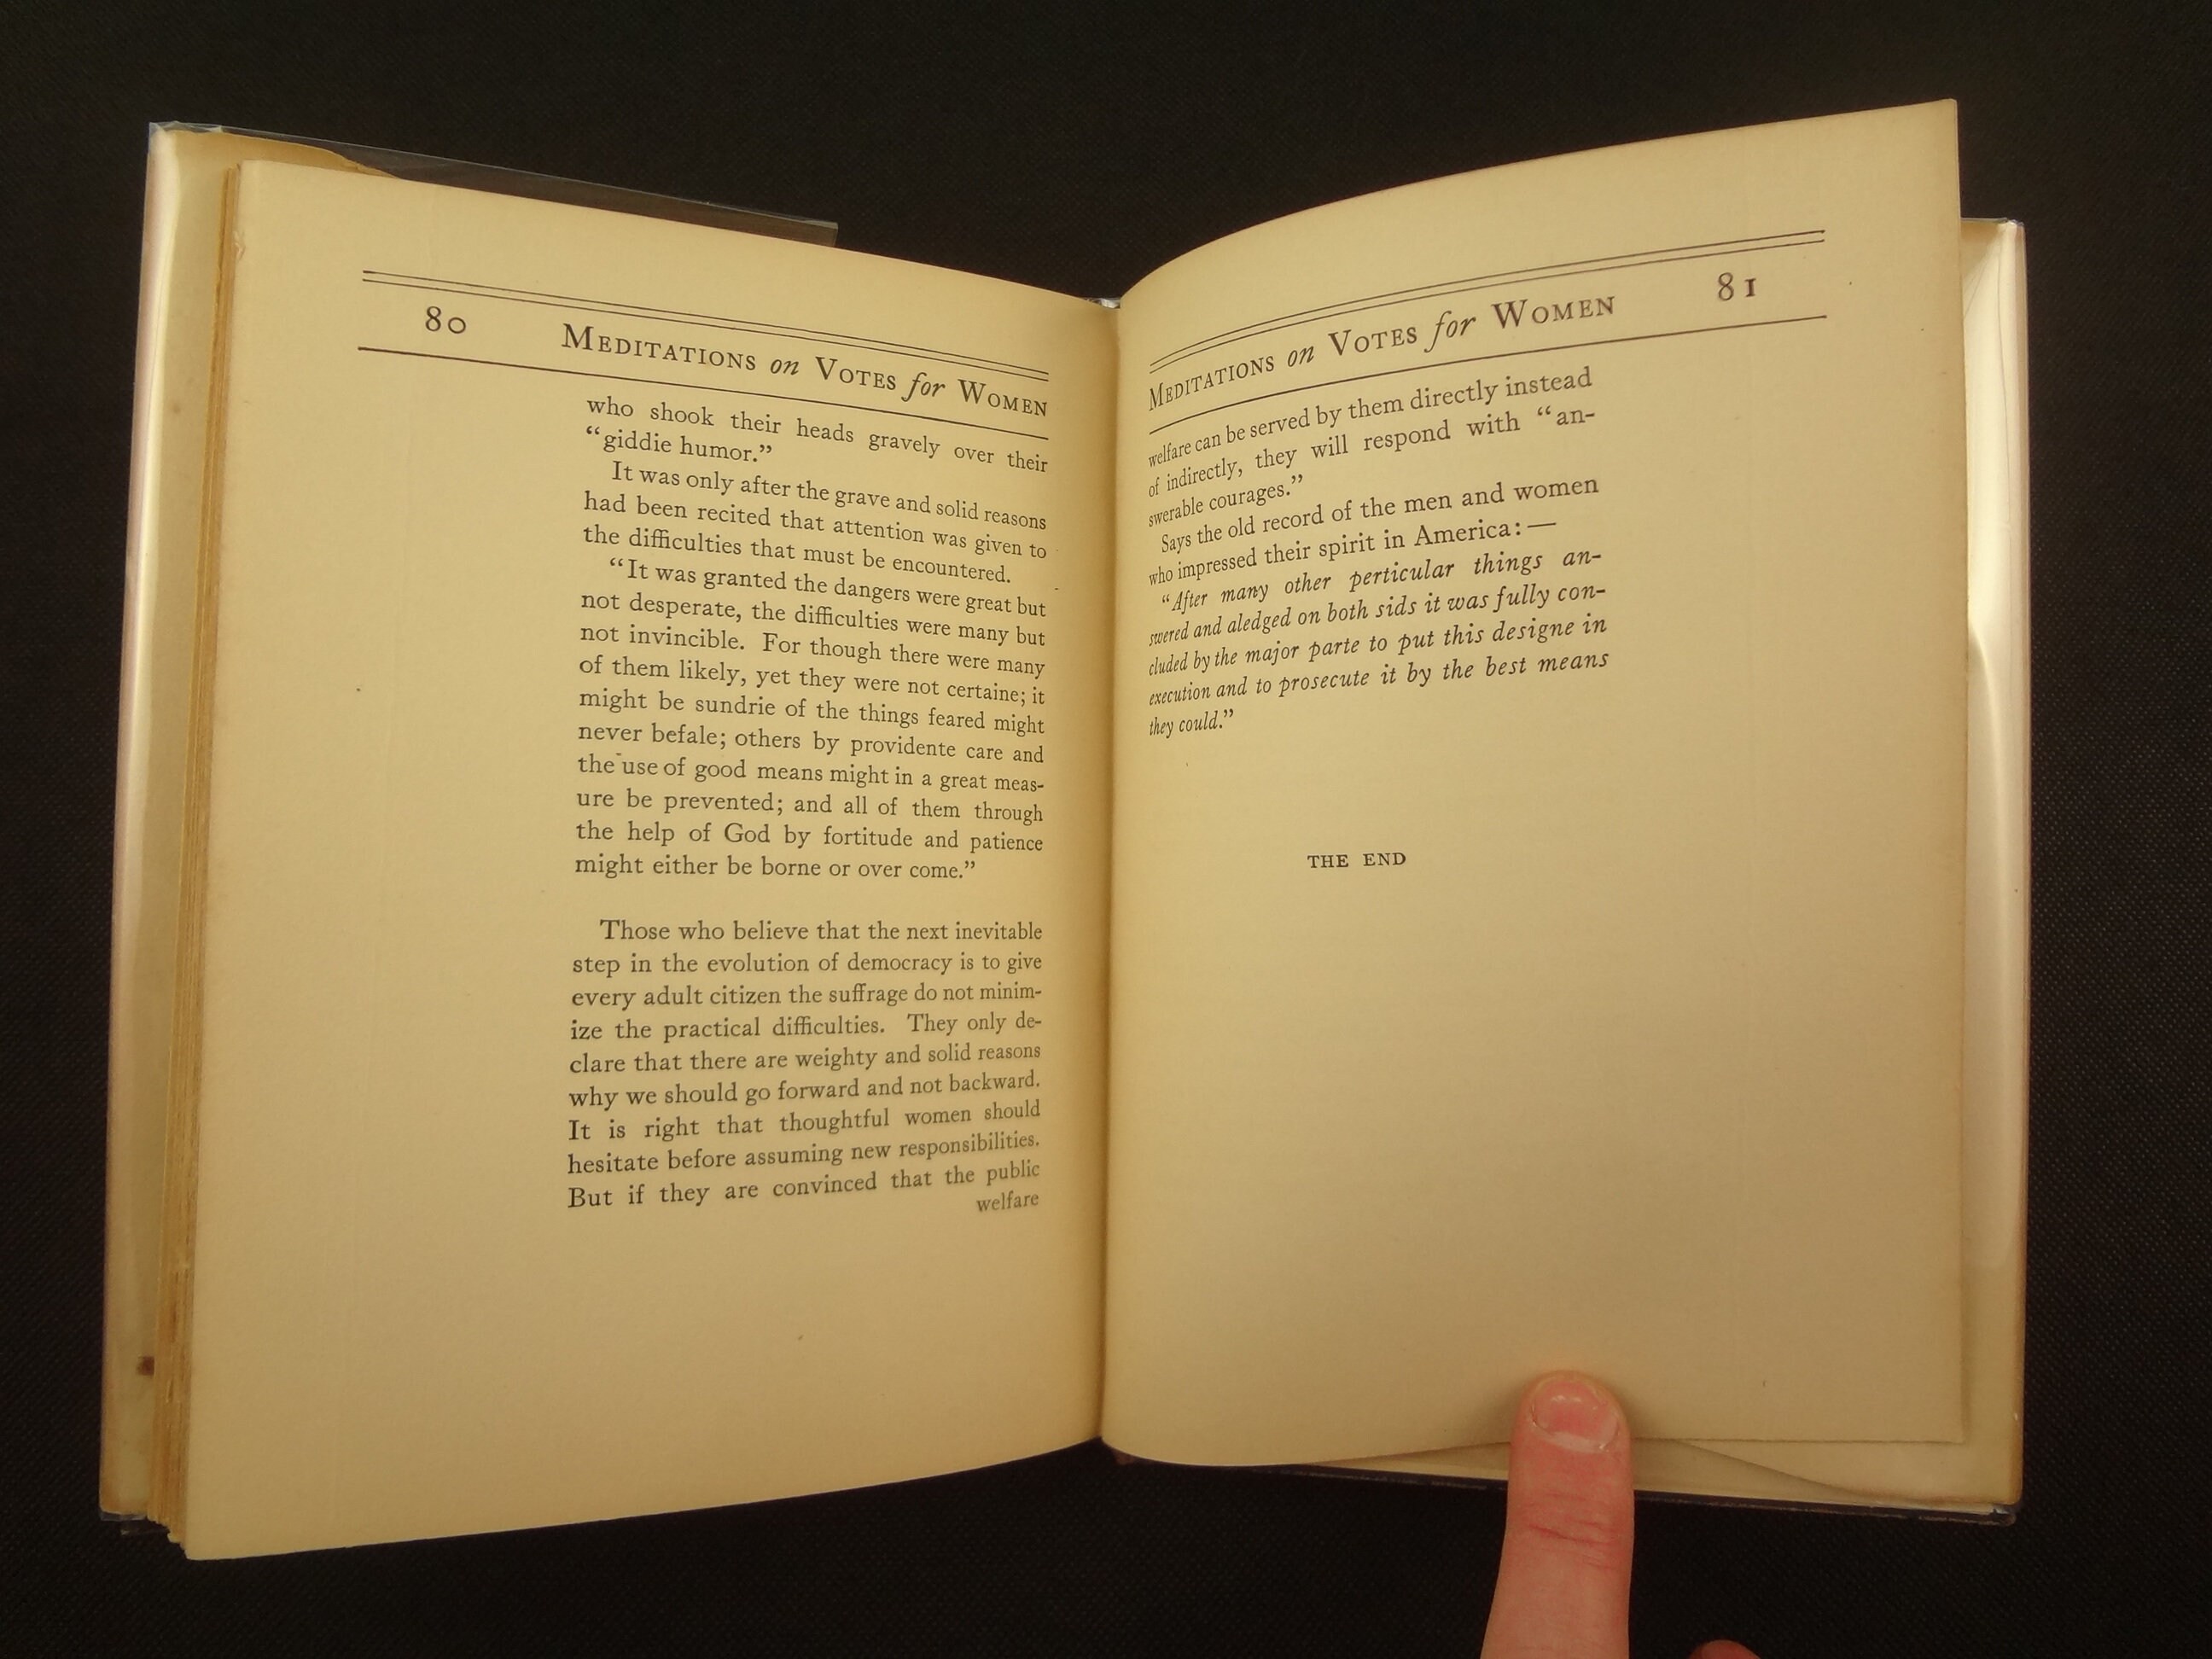 80 MEDITATIONS on VOTES for WOMEN
who shook their heads gravely over their
“giddie humor.”
It was only after the grave and solid reasons
had been recited that attention was given to
the difficulties that must be encountered.
“It was granted the dangers were great but
not desperate, the difficulties were many but
not invincible. For though there were many
of them likely, yet they were not certaine; it
might be sundrie of the things feared might
never befale; others by providente care and
the use of good means might in a great meas-
ure be prevented; and all of them through
the help of God by fortitude and patience
might either be borne or over come.”
Those who believe that the next inevitable
step in the evolution of democracy is to give
every adult citizen the suffrage do not minim-
ize the practical difficulties. They only de-
clare that there are weighty and solid reasons
why we should go forward and not backward.
It is right that thoughtful women should
hesitate before assuming new responsibilities.
But if they are convinced that the public
welfare
MEDITATIONS on VOTES for WOMEN 81
welfare can be served by them directly instead
of indirectly, they will respond with “an-
swerable courages.”
Says the old record of the men and women
who impressed their spirit in America:—
“After many other perticular things an-
swered and aledged on both sids it was fully con-
cluded by the major parte to put this designe in
execution and to prosecute it by the best means
they could.”
THE END